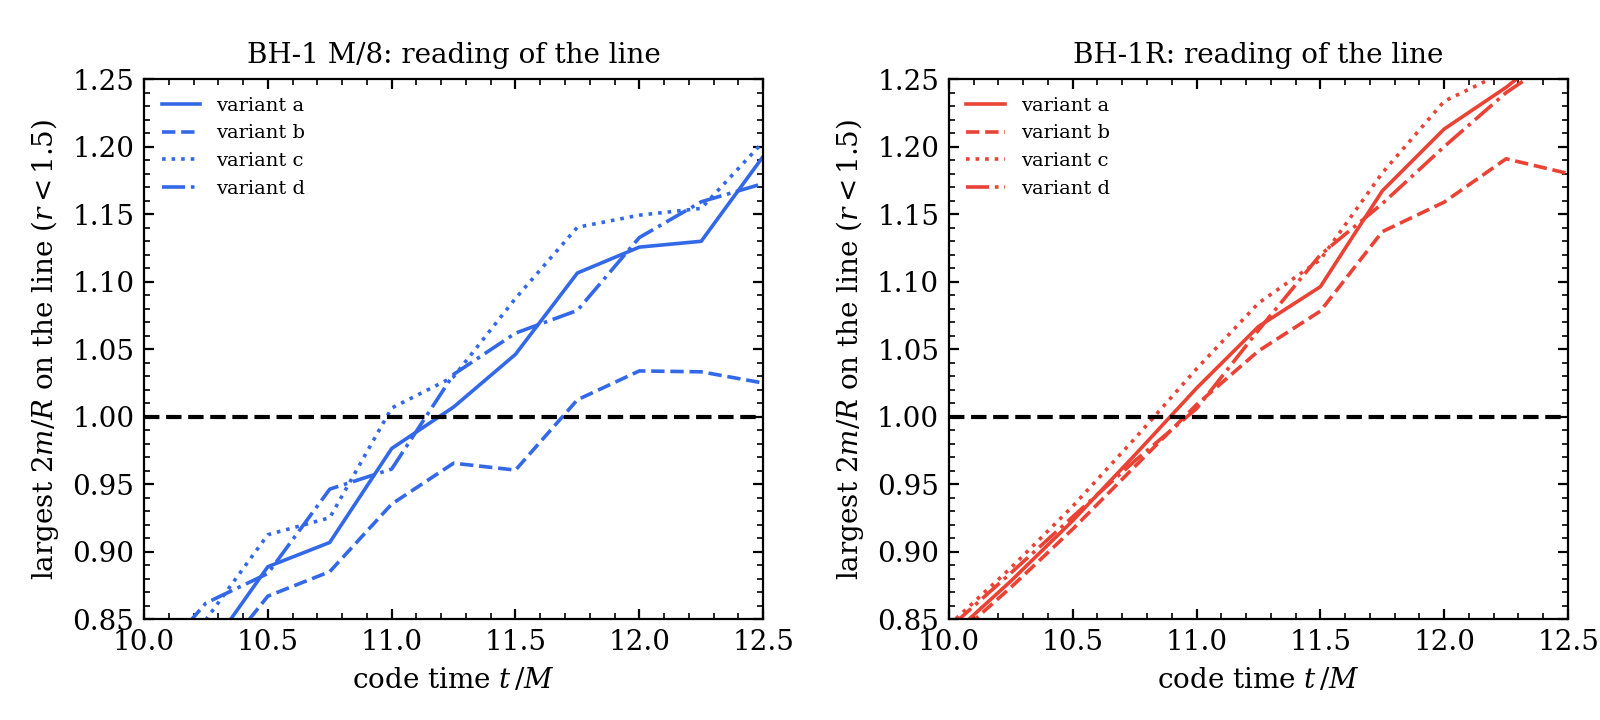 BH-1 M/8: reading of the line
largest 2m/R on the line (r < 1.5)
1.25
1.20
1.15
1.10
1.05
1.00
0.95
0.90
0.85
variant a
variant b
variant c
variant d
10.0 10.5 11.0 11.5 12.0 12.5
code time t/M
BH-1R: reading of the line
largest 2m/R on the line (r < 1.5)
1.25
1.20
1.15
1.10
1.05
1.00
0.95
0.90
0.85
variant a
variant b
variant c
variant d
10.0 10.5 11.0 11.5 12.0 12.5
code time t/M